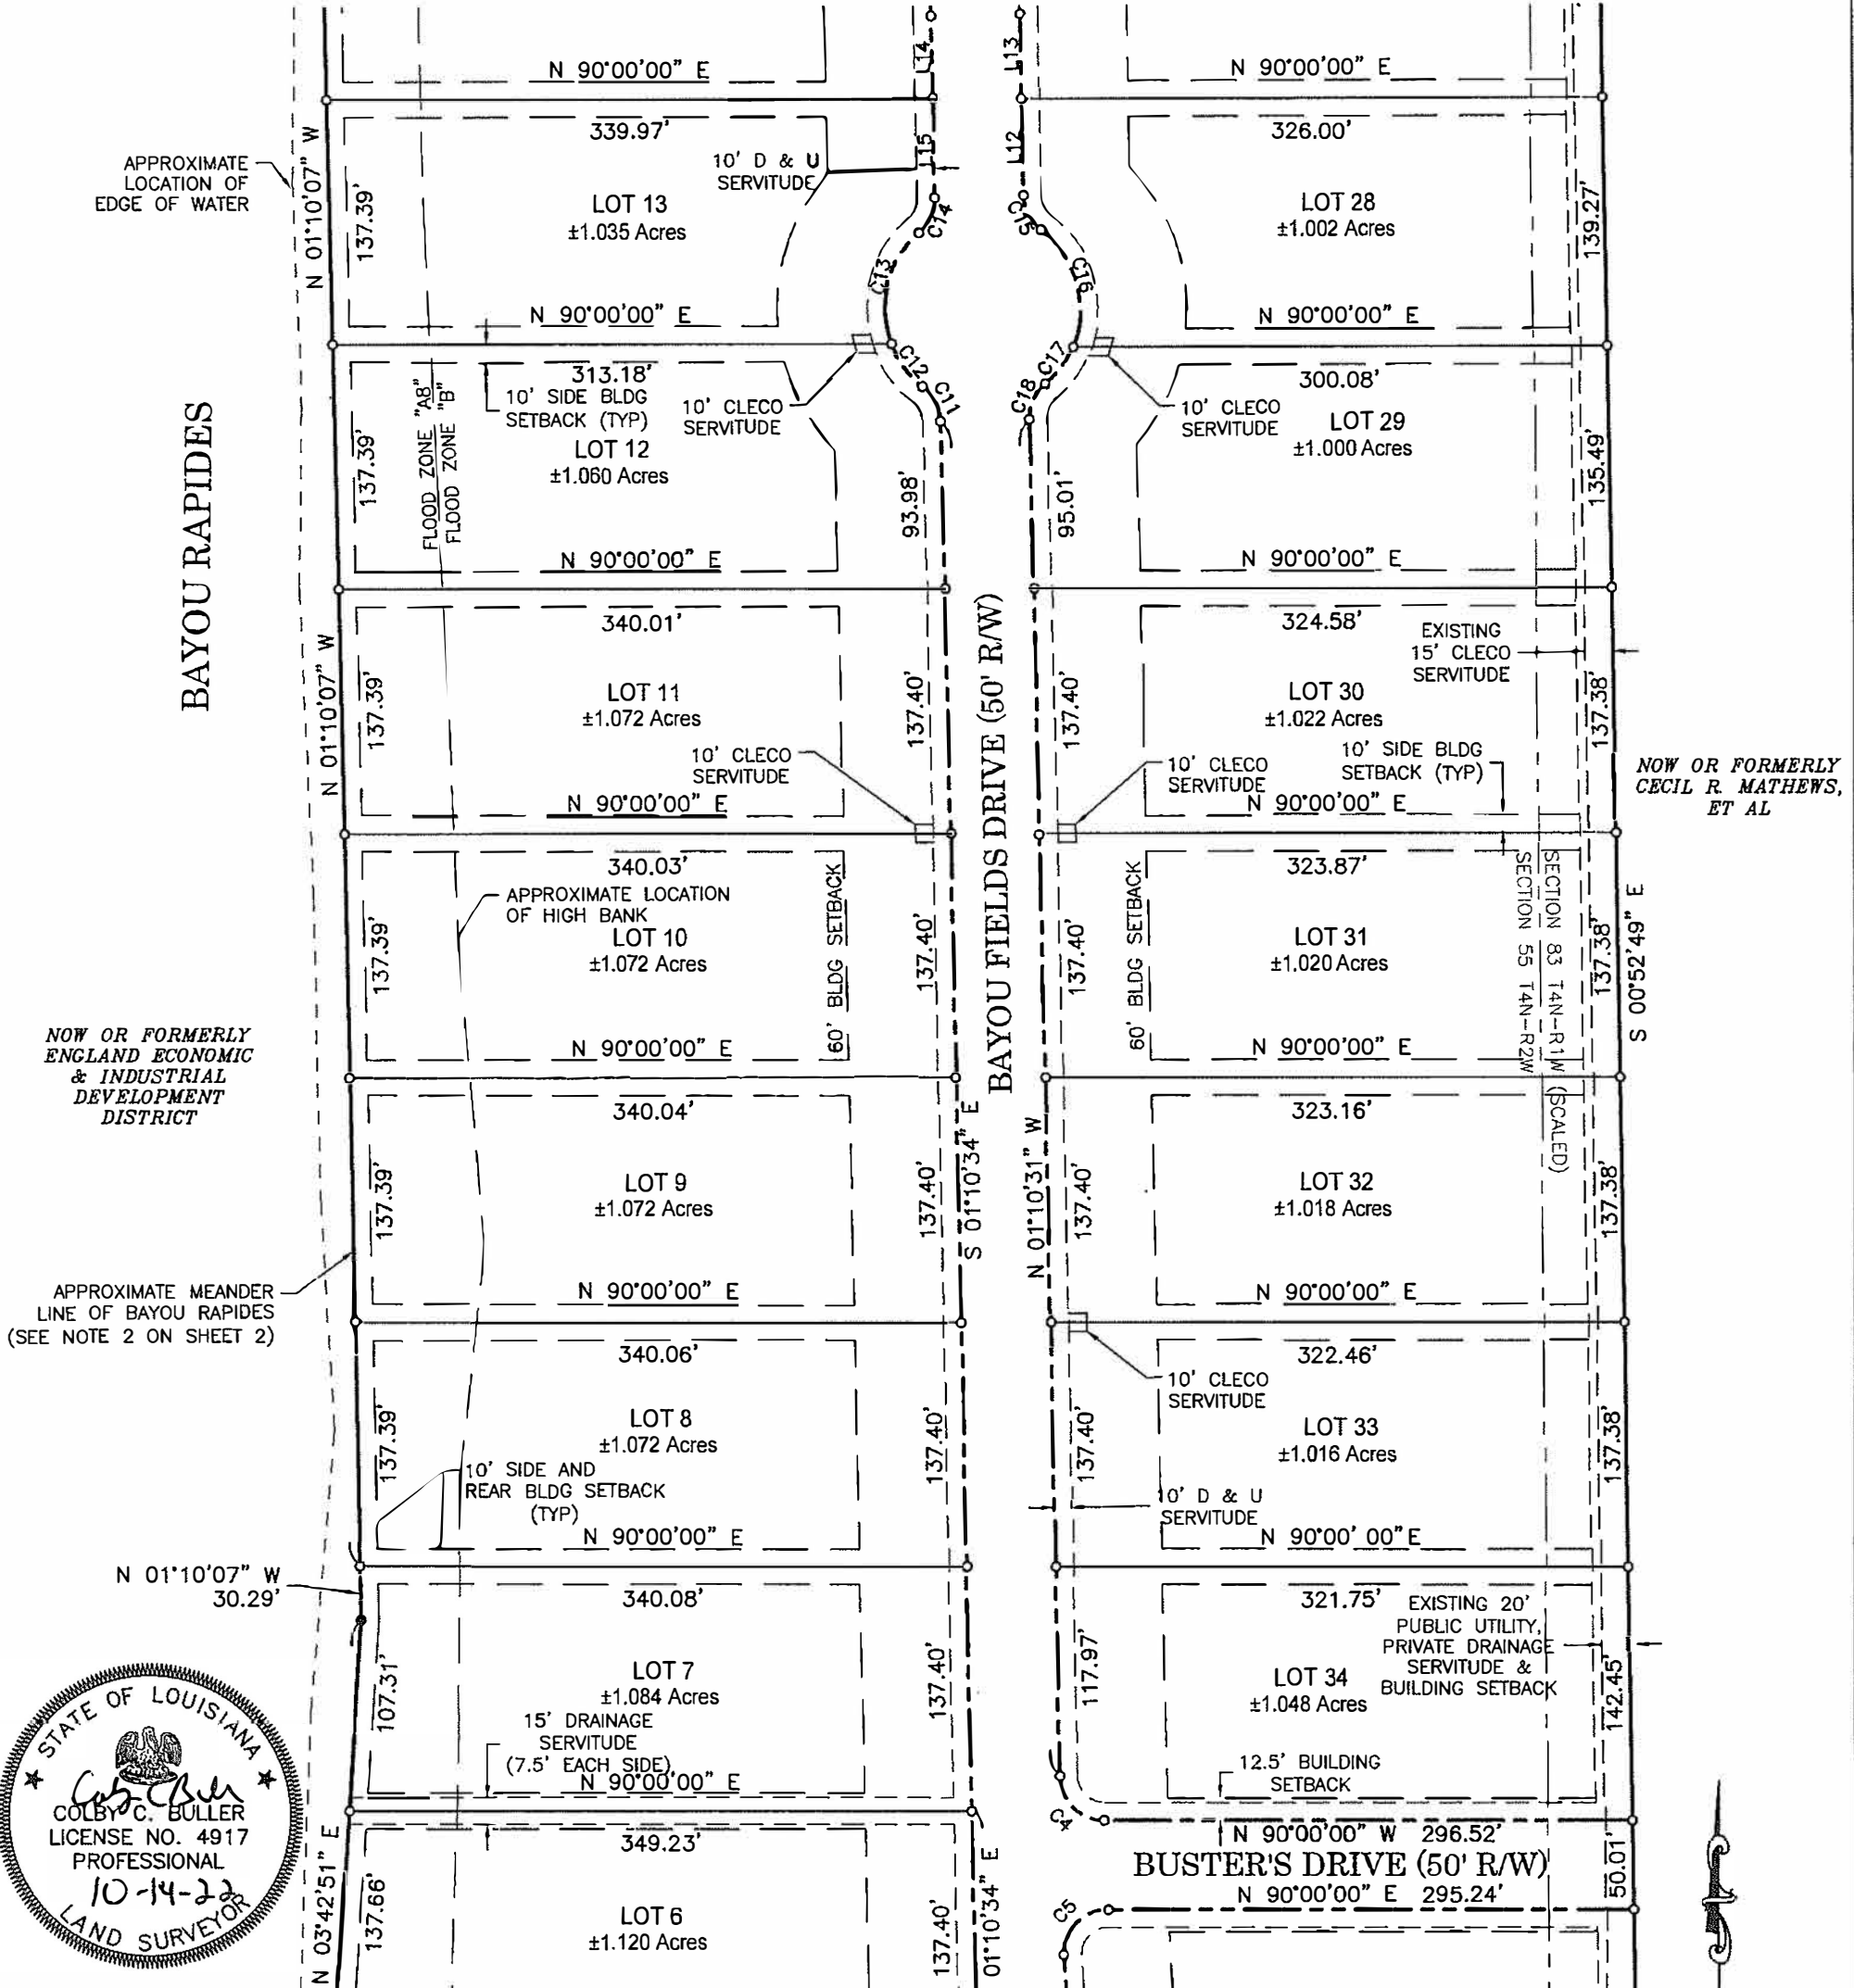 L14
L13
N 90°00'00" E
N 90°00'00" E
339.97'
326.00'
L15
L12
10' D & U
SERVITUDE
APPROXIMATE
LOCATION OF
EDGE OF WATER
N 01°10'07" W
137.39'
LOT 13
±1.035 Acres
C14
C15
C13
C16
LOT 28
±1.002 Acres
139.27'
N 90°00'00" E
N 90°00'00" E
C12
C11
C17
C18
313.18'
10' SIDE BLDG
SETBACK (TYP)
10' CLECO
SERVITUDE
10' CLECO
SERVITUDE
300.08'
LOT 29
±1.000 Acres
135.49'
BAYOU RAPIDES
137.39'
FLOOD ZONE "A8"
FLOOD ZONE "B"
LOT 12
±1.060 Acres
93.98'
95.01'
N 90°00'00" E
N 90°00'00" E
340.01'
324.58'
EXISTING
15' CLECO
SERVITUDE
N 01°10'07" W
137.39'
LOT 11
±1.072 Acres
137.40'
BAYOU FIELDS DRIVE (50' R/W)
137.40'
LOT 30
±1.022 Acres
137.38'
10' CLECO
SERVITUDE
10' CLECO
SERVITUDE
10' SIDE BLDG
SETBACK (TYP)
NOW OR FORMERLY
CECIL R. MATHEWS,
ET AL
N 90°00'00" E
N 90°00'00" E
340.03'
323.87'
APPROXIMATE LOCATION
OF HIGH BANK
137.39'
LOT 10
±1.072 Acres
60' BLDG SETBACK
137.40'
137.40'
60' BLDG SETBACK
LOT 31
±1.020 Acres
SECTION 55 T4N-R2W
SECTION 83 T4N-R1W (SCALED)
137.38'
S 00°52'49" E
NOW OR FORMERLY
ENGLAND ECONOMIC
& INDUSTRIAL
DEVELOPMENT
DISTRICT
N 90°00'00" E
N 90°00'00" E
340.04'
323.16'
137.39'
LOT 9
±1.072 Acres
137.40'
S 01°10'34" E
N 01°10'31" W
137.40'
LOT 32
±1.018 Acres
137.38'
APPROXIMATE MEANDER
LINE OF BAYOU RAPIDES
(SEE NOTE 2 ON SHEET 2)
N 90°00'00" E
N 90°00'00" E
340.06'
322.46'
10' CLECO
SERVITUDE
137.39'
LOT 8
±1.072 Acres
137.40'
137.40'
LOT 33
±1.016 Acres
137.38'
10' SIDE AND
REAR BLDG SETBACK
(TYP)
10' D & U
SERVITUDE
N 90°00'00" E
N 90°00' 00"E
N 01°10'07" W
30.29'
340.08'
321.75'
EXISTING 20'
PUBLIC UTILITY,
PRIVATE DRAINAGE
SERVITUDE &
BUILDING SETBACK
107.31'
LOT 7
±1.084 Acres
137.40'
117.97'
LOT 34
±1.048 Acres
142.45'
15' DRAINAGE
SERVITUDE
(7.5' EACH SIDE)
N 90°00'00" E
12.5' BUILDING
SETBACK
STATE OF LOUISIANA
Colby C Buller
COLBY C. BULLER
LICENSE NO. 4917
PROFESSIONAL
10-14-22
LAND SURVEYOR
C4
N 90°00'00" W 296.52'
BUSTER'S DRIVE (50' R/W)
N 90°00'00" E 295.24'
50.01'
C5
349.23'
N 03°42'51" E
137.66'
LOT 6
±1.120 Acres
137.40'
01°10'34" E